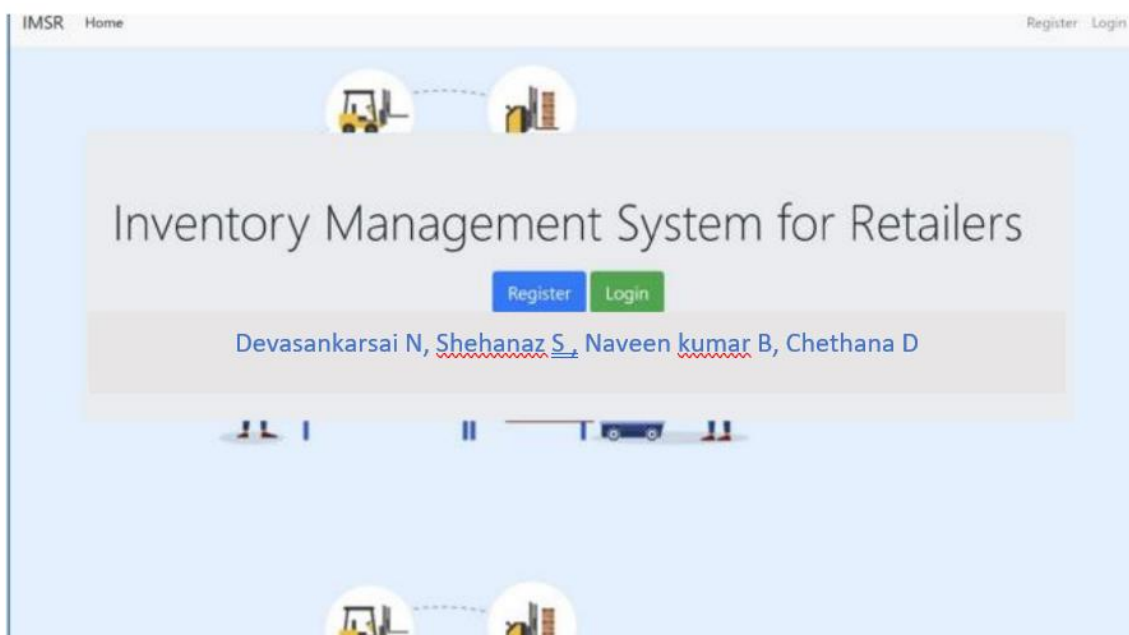 IMSR Home Register Login
Inventory Management System for Retailers
Register Login
Devasankarsai N, Shehanaz S , Naveen kumar B, Chethana D